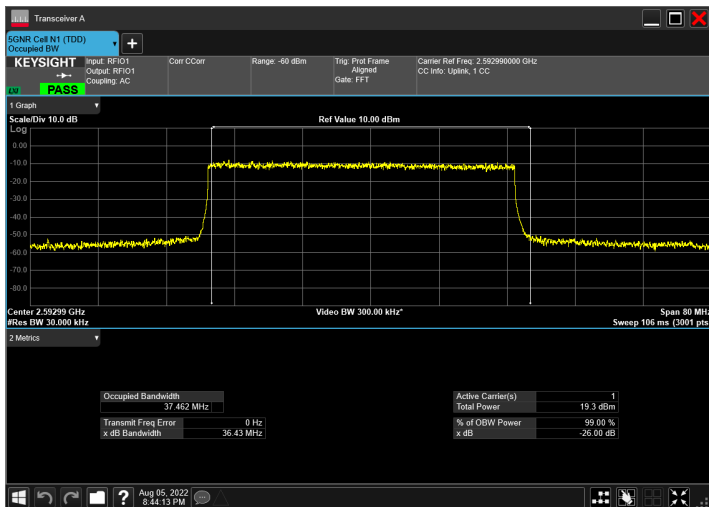 Transceiver A
5GNR Cell N1 (TDD)
Occupied BW
KEYSIGHT
Input: RFIO1
Output: RFIO1
Coupling: AC
Corr CCorr
Range: -60 dBm
Trig: Prot Frame
Aligned
Gate: FFT
Carrier Ref Freq: 2.592990000 GHz
CC Info: Uplink, 1 CC
PASS
1 Graph
Scale/Div 10.0 dB
Ref Value 10.00 dBm
Log
0.00
-10.0
-20.0
-30.0
-40.0
-50.0
-60.0
-70.0
-80.0
Center 2.59299 GHz
Video BW 300.00 kHz*
Span 80 MHz
#Res BW 30.000 kHz
Sweep 106 ms (3001 pts
2 Metrics
Occupied Bandwidth
37.462 MHz
Transmit Freq Error 0 Hz
x dB Bandwidth 36.43 MHz
Active Carrier(s) 1
Total Power 19.3 dBm
% of OBW Power 99.00 %
x dB -26.00 dB
Aug 05, 2022
8:44:13 PM